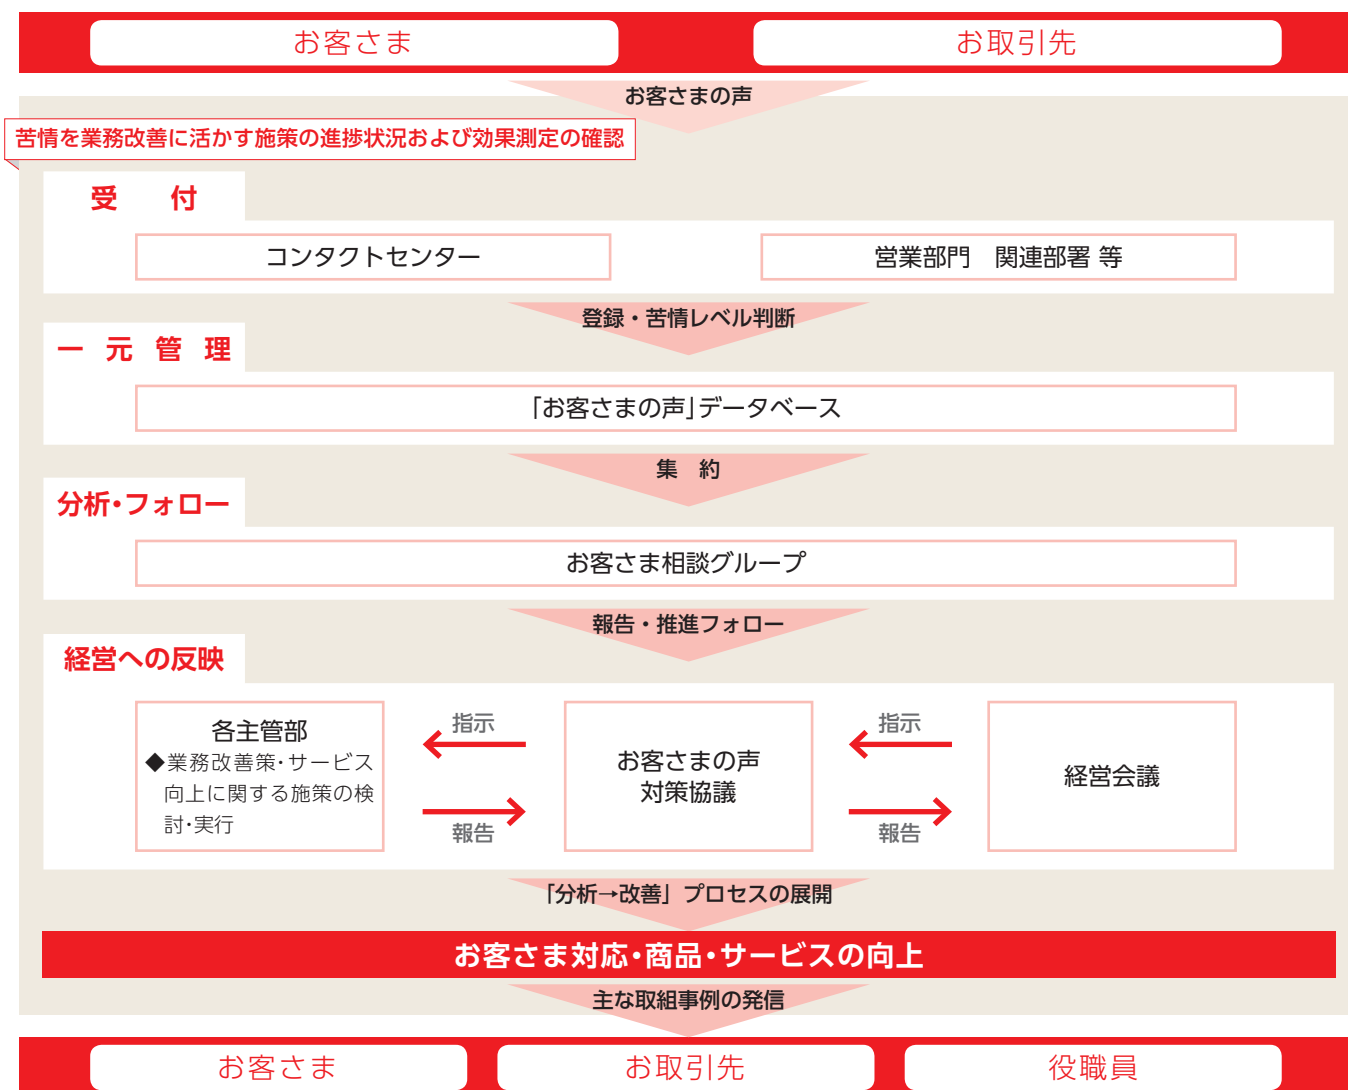 お客さま
お取引先
お客さまの声
苦情を業務改善に活かす施策の進捗状況および効果測定の確認
受　付
コンタクトセンター
営業部門　関連部署 等
登録・苦情レベル判断
一元管理
「お客さまの声」データベース
集　約
分析・フォロー
お客さま相談グループ
報告・推進フォロー
経営への反映
各主管部
◆業務改善策・サービス
向上に関する施策の検
討・実行
指示
報告
お客さまの声
対策協議
指示
報告
経営会議
「分析→改善」プロセスの展開
お客さま対応・商品・サービスの向上
主な取組事例の発信
お客さま
お取引先
役職員